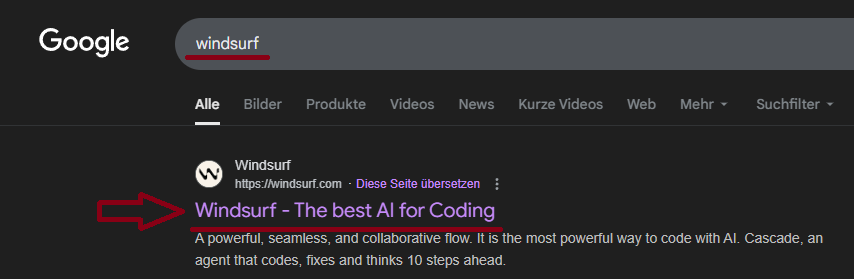 Google
windsurf
Alle Bilder Produkte Videos News Kurze Videos Web Mehr Suchfilter
Windsurf
https://windsurf.com · Diese Seite übersetzen
Windsurf - The best AI for Coding
A powerful, seamless, and collaborative flow. It is the most powerful way to code with AI. Cascade, an
agent that codes, fixes and thinks 10 steps ahead.